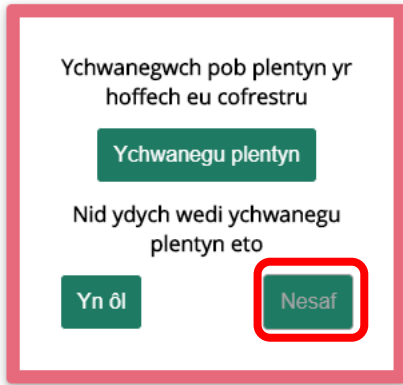 Ychwanegwch pob plentyn yr
hoffech eu cofrestru
Ychwanegu plentyn
Nid ydych wedi ychwanegu
plentyn eto
Yn ôl
Nesaf